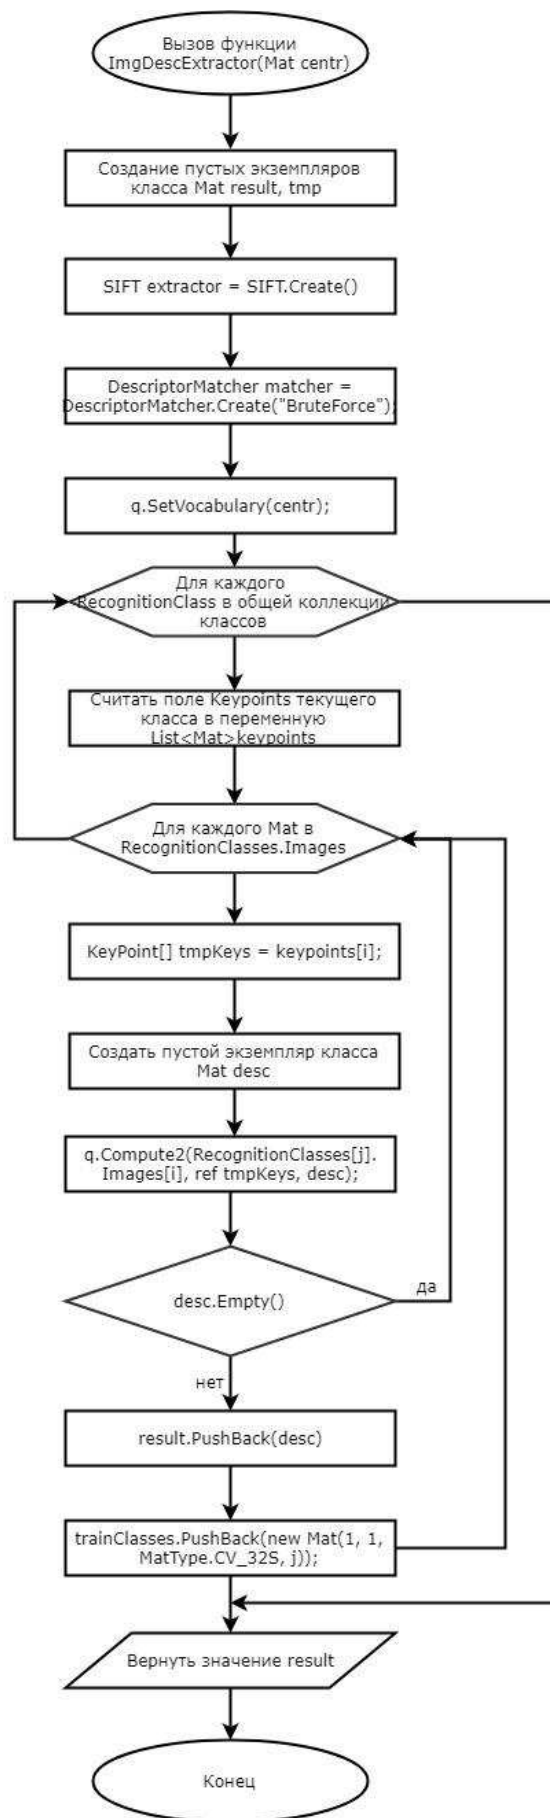 Вызов функции
ImgDescExtractor(Mat centr)
Создание пустых экземпляров
класса Mat result, tmp
SIFT extractor = SIFT.Create()
DescriptorMatcher matcher =
DescriptorMatcher.Create("BruteForce");
q.SetVocabulary(centr);
Для каждого
RecognitionClass в общей коллекции
классов
Считать поле Keypoints текущего
класса в переменную
List<Mat>keypoints
Для каждого Mat в
RecognitionClasses.Images
KeyPoint[] tmpKeys = keypoints[i];
Создать пустой экземпляр класса
Mat desc
q.Compute2(RecognitionClasses[j].
Images[i], ref tmpKeys, desc);
desc.Empty()
да
нет
result.PushBack(desc)
trainClasses.PushBack(new Mat(1, 1,
MatType.CV_32S, j));
Вернуть значение result
Конец